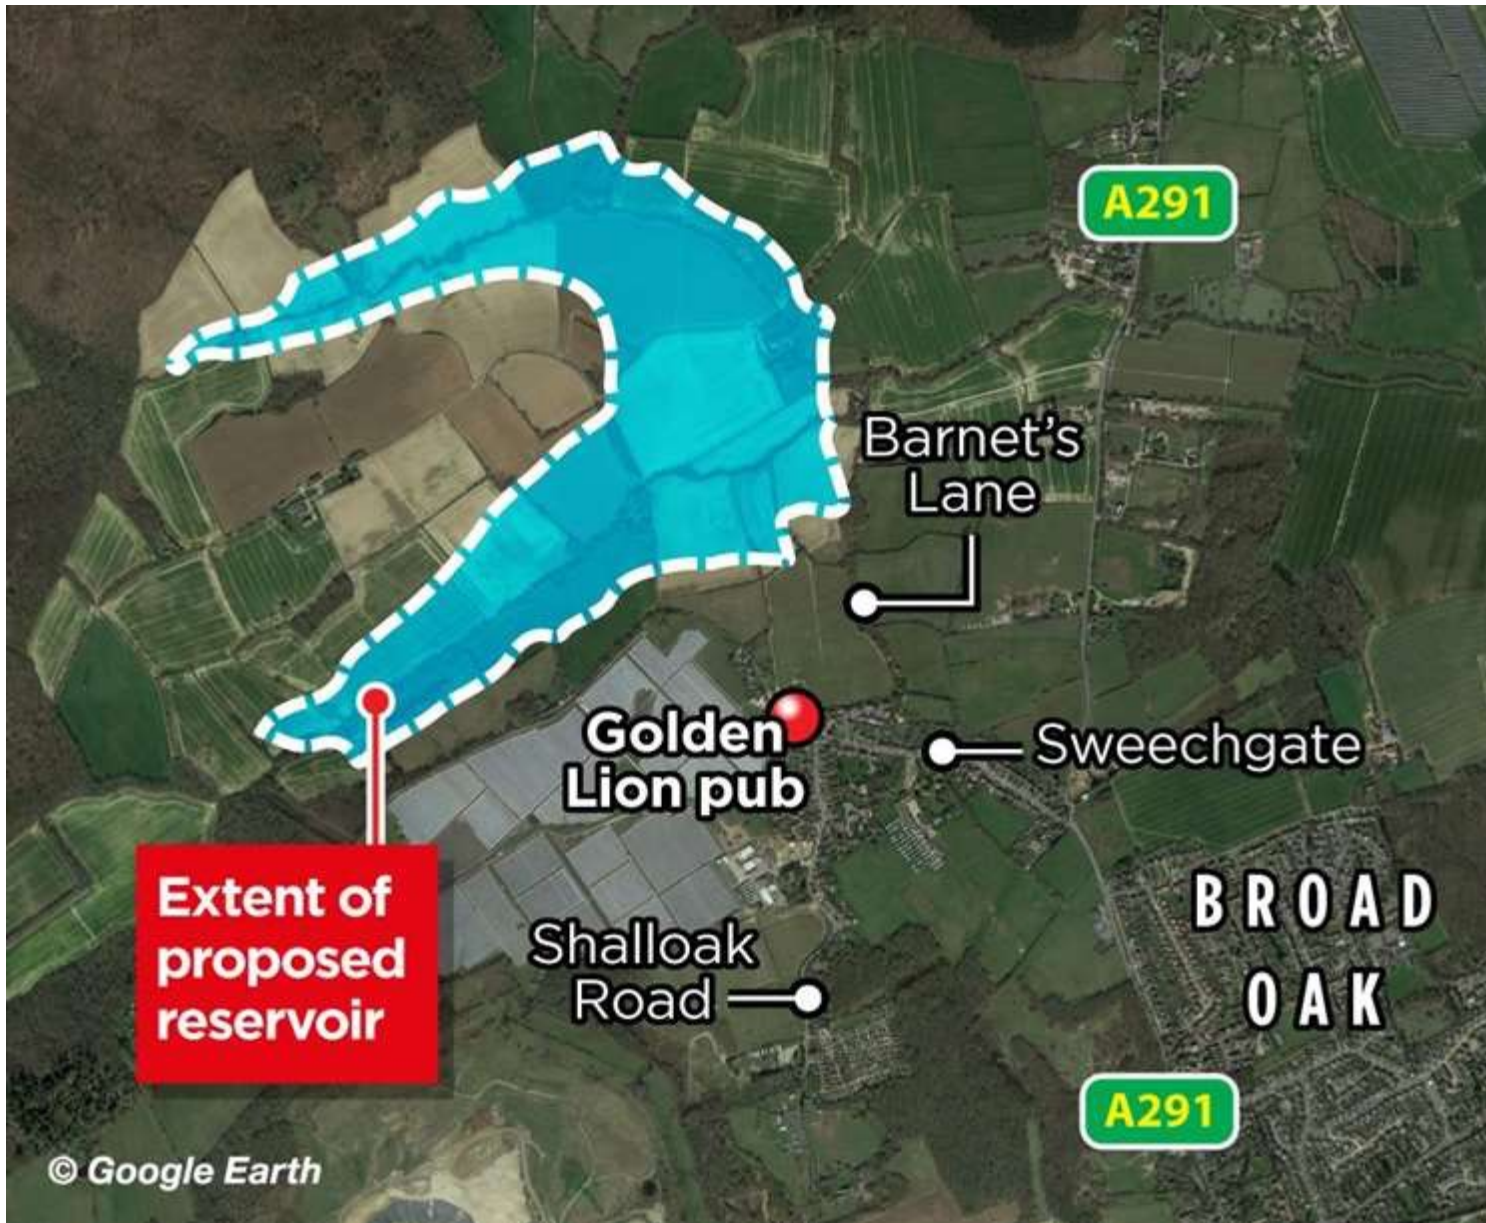 A291
Barnet's
Lane
Golden
Lion pub
Sweechgate
Extent of
proposed
reservoir
Shalloak
Road
BROAD
OAK
A291
© Google Earth